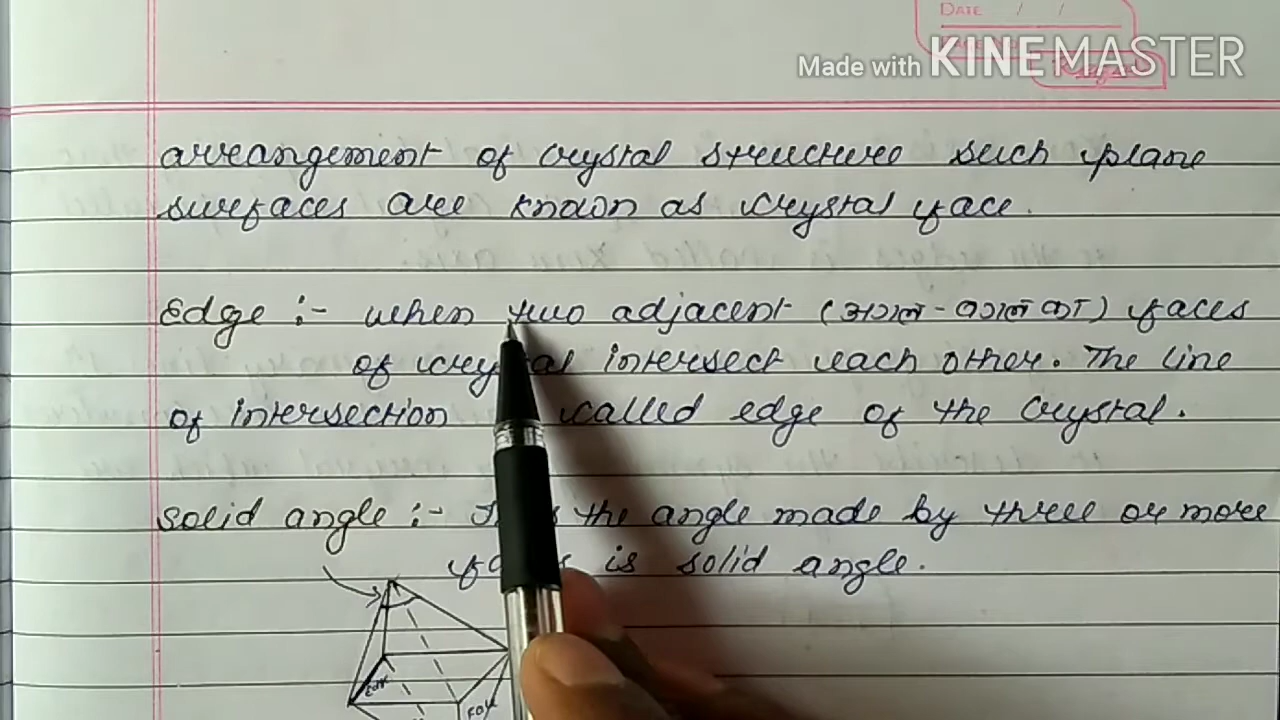 DATE / /
Made with KINEMASTER
arrangement of crystal structure such plane
surfaces are known as crystal face.
Edge :- when two adjacent (अगल-बगल का) faces
of intersect each other. The line
of intersection called edge of the crystal.
Solid angle :- the angle made by three or more
is solid angle.